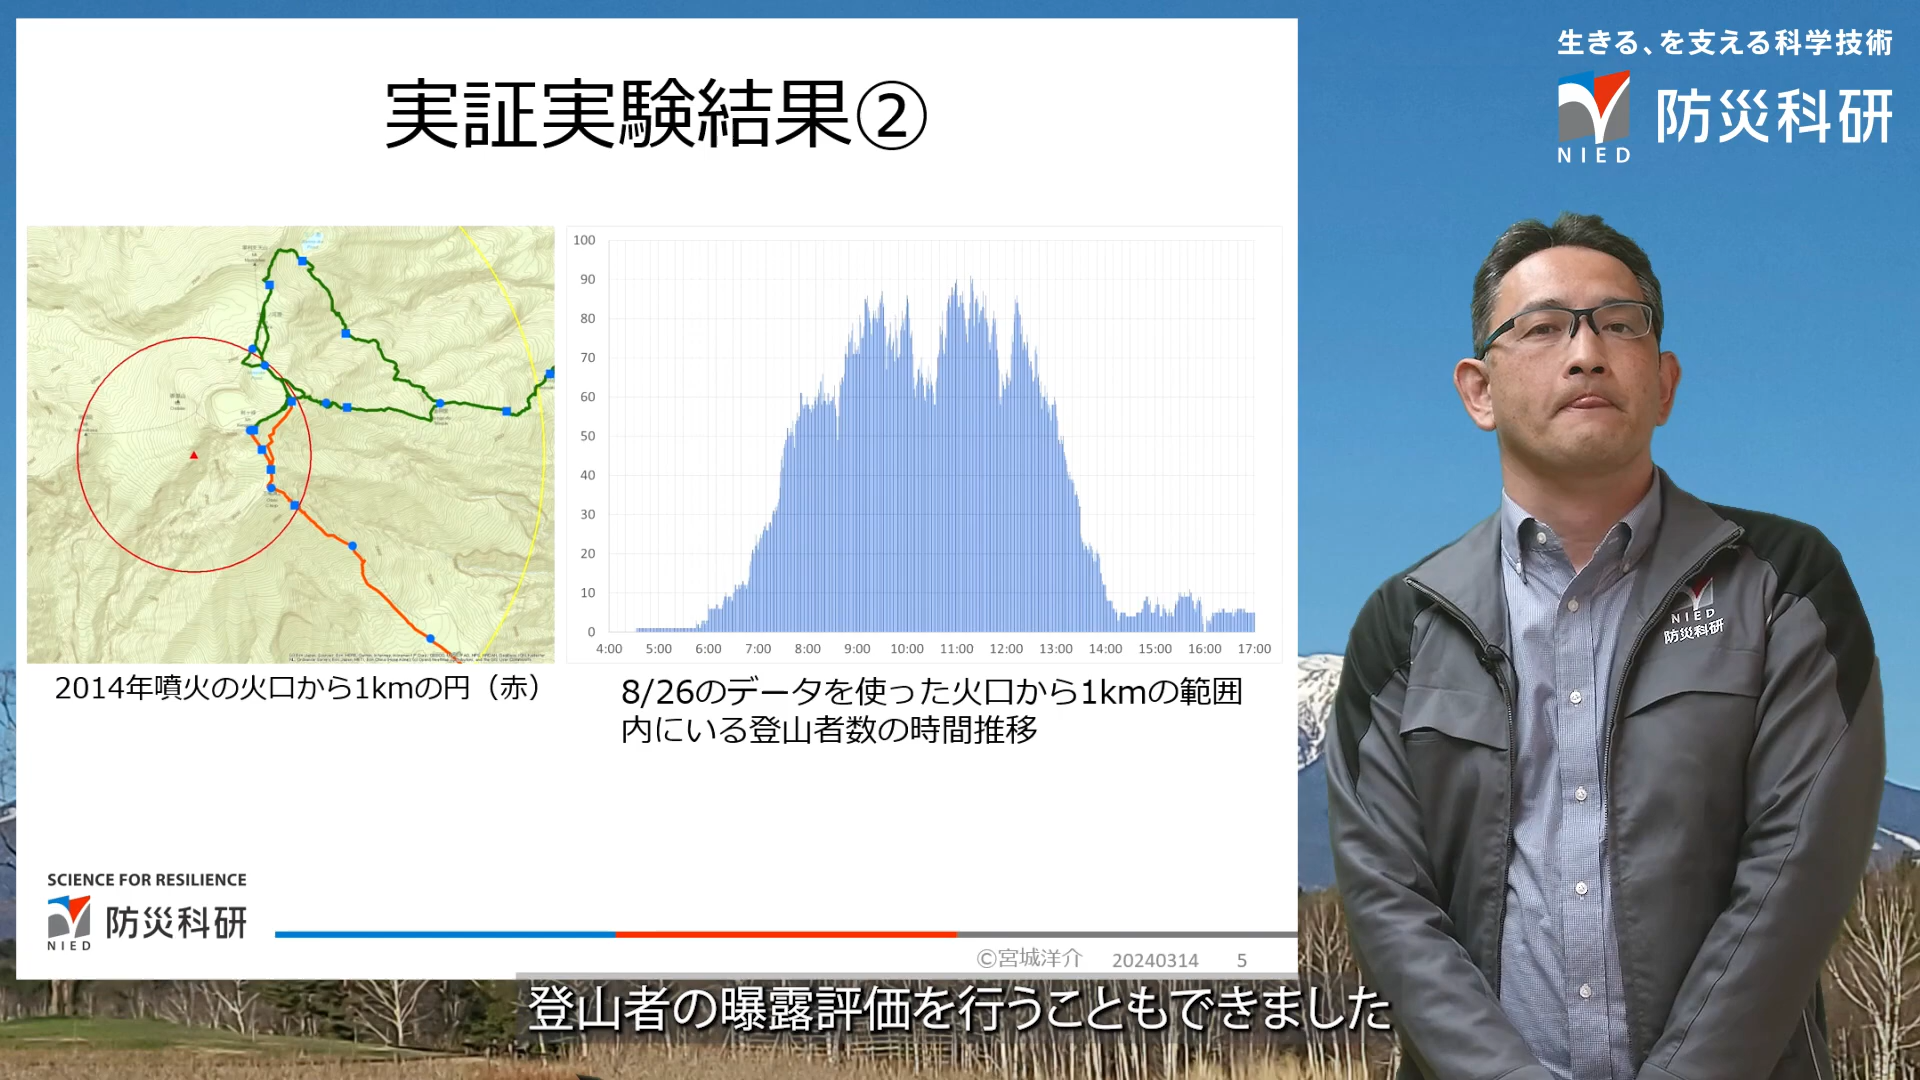 実証実験結果②
100
90
80
70
60
50
40
30
20
10
0
4:00 5:00 6:00 7:00 8:00 9:00 10:00 11:00 12:00 13:00 14:00 15:00 16:00 17:00
2014年噴火の火口から1kmの円（赤）
8/26のデータを使った火口から1kmの範囲
内にいる登山者数の時間推移
SCIENCE FOR RESILIENCE
NIED 防災科研
©宮城洋介 20240314 5
生きる、を支える科学技術
NIED 防災科研
NIED
防災科研
登山者の曝露評価を行うこともできました